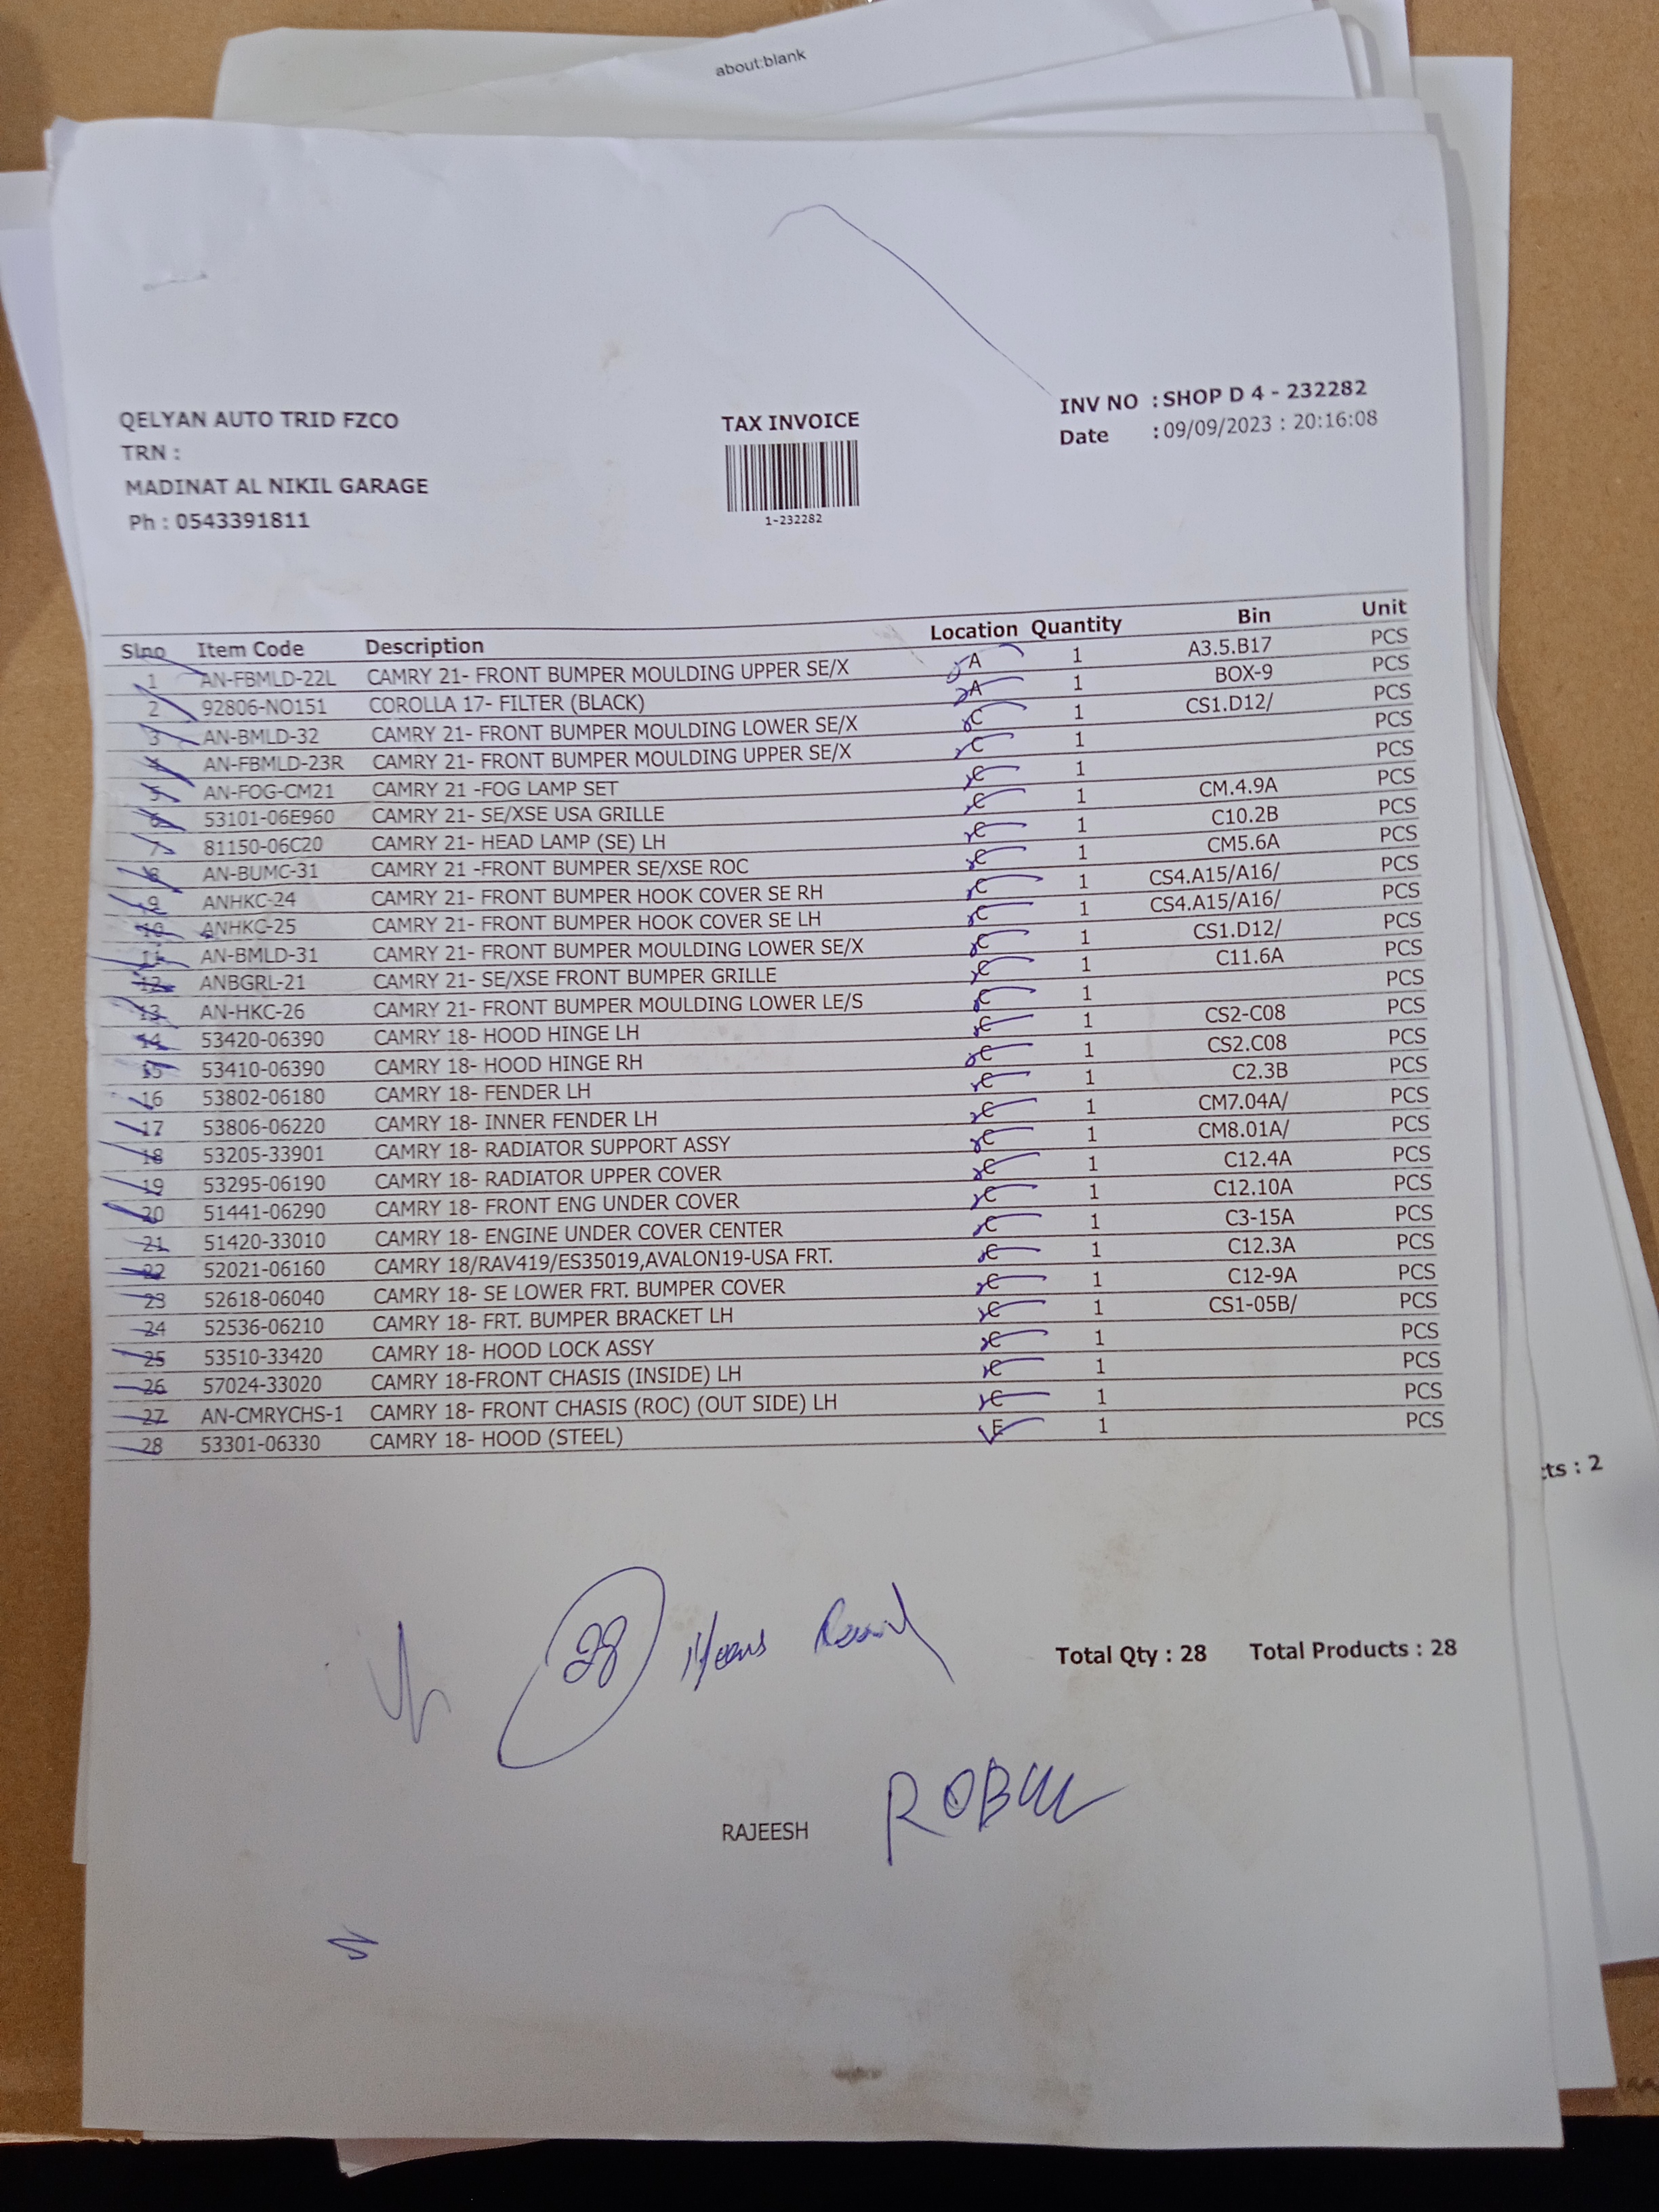 about:blank
QELYAN AUTO TRID FZCO
TRN :
MADINAT AL NIKIL GARAGE
Ph : 0543391811
TAX INVOICE
1-232282
INV NO : SHOP D 4 - 232282
Date : 09/09/2023 : 20:16:08
Slno Item Code Description Location Quantity Bin Unit
1 AN-FBMLD-22L CAMRY 21- FRONT BUMPER MOULDING UPPER SE/X A 1 A3.5.B17 PCS
2 92806-NO151 COROLLA 17- FILTER (BLACK) A 1 BOX-9 PCS
3 AN-BMLD-32 CAMRY 21- FRONT BUMPER MOULDING LOWER SE/X C 1 CS1.D12/ PCS
4 AN-FBMLD-23R CAMRY 21- FRONT BUMPER MOULDING UPPER SE/X C 1 PCS
5 AN-FOG-CM21 CAMRY 21 -FOG LAMP SET C 1 PCS
6 53101-06E960 CAMRY 21- SE/XSE USA GRILLE C 1 CM.4.9A PCS
7 81150-06C20 CAMRY 21- HEAD LAMP (SE) LH C 1 C10.2B PCS
8 AN-BUMC-31 CAMRY 21 -FRONT BUMPER SE/XSE ROC C 1 CM5.6A PCS
9 ANHKC-24 CAMRY 21- FRONT BUMPER HOOK COVER SE RH C 1 CS4.A15/A16/ PCS
10 ANHKC-25 CAMRY 21- FRONT BUMPER HOOK COVER SE LH C 1 CS4.A15/A16/ PCS
11 AN-BMLD-31 CAMRY 21- FRONT BUMPER MOULDING LOWER SE/X C 1 CS1.D12/ PCS
12 ANBGRL-21 CAMRY 21- SE/XSE FRONT BUMPER GRILLE C 1 C11.6A PCS
13 AN-HKC-26 CAMRY 21- FRONT BUMPER MOULDING LOWER LE/S C 1 PCS
14 53420-06390 CAMRY 18- HOOD HINGE LH C 1 CS2-C08 PCS
15 53410-06390 CAMRY 18- HOOD HINGE RH C 1 CS2.C08 PCS
16 53802-06180 CAMRY 18- FENDER LH C 1 C2.3B PCS
17 53806-06220 CAMRY 18- INNER FENDER LH C 1 CM7.04A/ PCS
18 53205-33901 CAMRY 18- RADIATOR SUPPORT ASSY C 1 CM8.01A/ PCS
19 53295-06190 CAMRY 18- RADIATOR UPPER COVER C 1 C12.4A PCS
20 51441-06290 CAMRY 18- FRONT ENG UNDER COVER C 1 C12.10A PCS
21 51420-33010 CAMRY 18- ENGINE UNDER COVER CENTER C 1 C3-15A PCS
22 52021-06160 CAMRY 18/RAV419/ES35019,AVALON19-USA FRT. C 1 C12.3A PCS
23 52618-06040 CAMRY 18- SE LOWER FRT. BUMPER COVER C 1 C12-9A PCS
24 52536-06210 CAMRY 18- FRT. BUMPER BRACKET LH C 1 CS1-05B/ PCS
25 53510-33420 CAMRY 18- HOOD LOCK ASSY C 1 PCS
26 57024-33020 CAMRY 18-FRONT CHASIS (INSIDE) LH C 1 PCS
27 AN-CMRYCHS-1 CAMRY 18- FRONT CHASIS (ROC) (OUT SIDE) LH C 1 PCS
28 53301-06330 CAMRY 18- HOOD (STEEL) E 1 PCS
cts : 2
28 Items
Total Qty : 28 Total Products : 28
RAJEESH